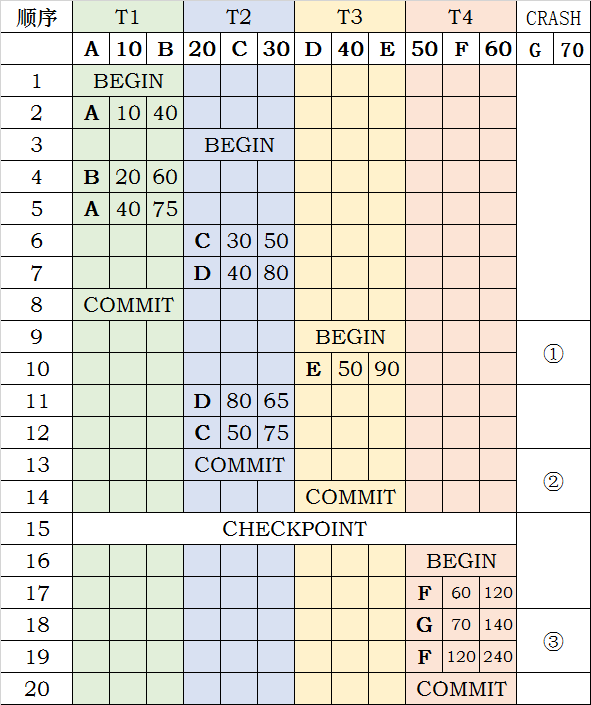 顺序 T1 T2 T3 T4 CRASH
A 10 B 20 C 30 D 40 E 50 F 60 G 70
1 BEGIN
2 A 10 40
3 BEGIN
4 B 20 60
5 A 40 75
6 C 30 50
7 D 40 80
8 COMMIT
9 BEGIN
①
10 E 50 90
11 D 80 65
12 C 50 75
13 COMMIT
②
14 COMMIT
15 CHECKPOINT
16 BEGIN
17 F 60 120
18 G 70 140
③
19 F 120 240
20 COMMIT